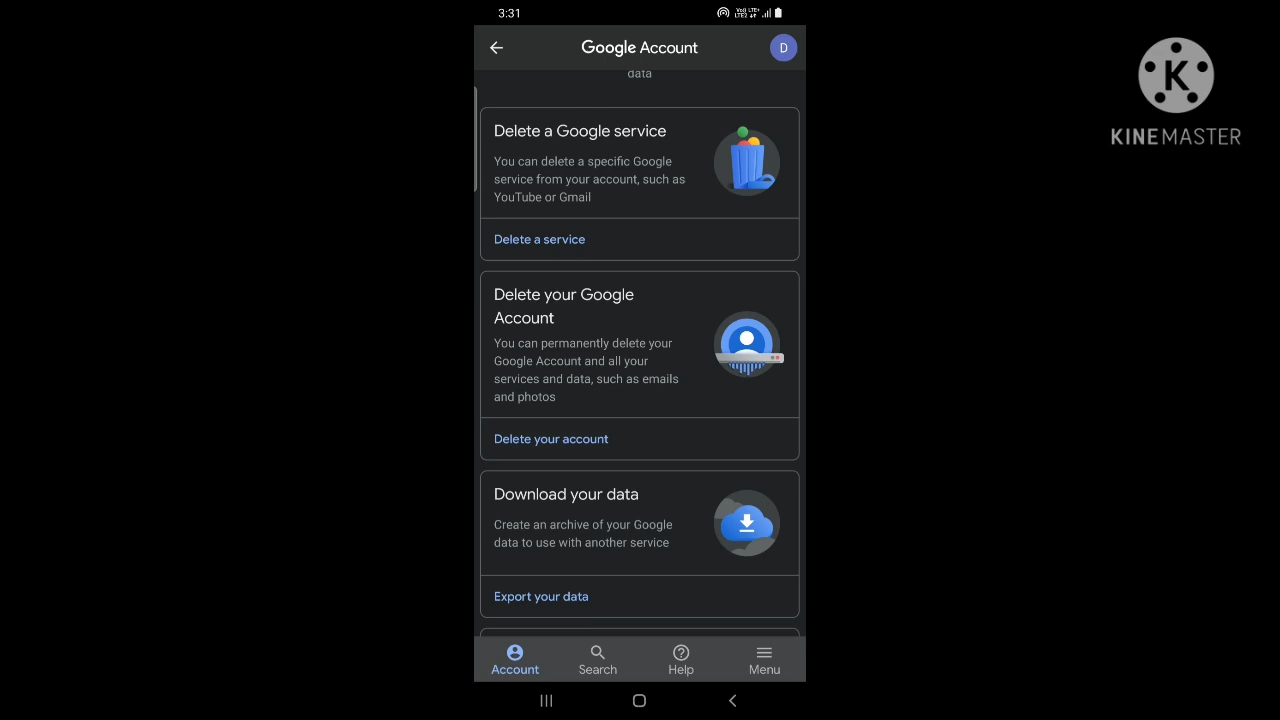 3:31
Google Account
D
data
Delete a Google service
You can delete a specific Google
service from your account, such as
YouTube or Gmail
Delete a service
Delete your Google
Account
You can permanently delete your
Google Account and all your
services and data, such as emails
and photos
Delete your account
Download your data
Create an archive of your Google
data to use with another service
Export your data
Account
Search
Help
Menu
K
KINEMASTER